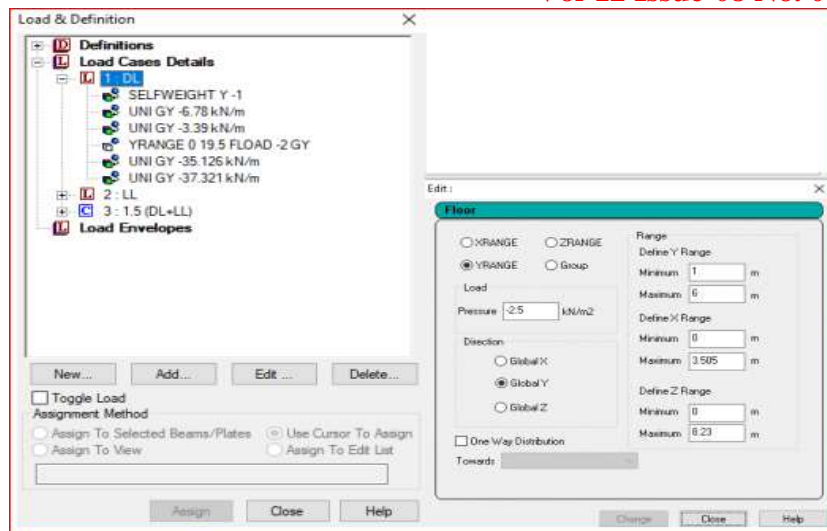 Load & Definition
Definitions
Load Cases Details
1 : DL
SELFWEIGHT Y -1
UNI GY -6.78 kN/m
UNI GY -3.39 kN/m
YRANGE 0 19.5 FLOAD -2 GY
UNI GY -35.126 kN/m
UNI GY -37.321 kN/m
2 : LL
3 : 1.5 (DL+LL)
Load Envelopes
New...
Add...
Edit ...
Delete...
Toggle Load
Assignment Method
Assign To Selected Beams/Plates
Use Cursor To Assign
Assign To View
Assign To Edit List
Assign
Close
Help
Edit :
Floor
XRANGE
ZRANGE
YRANGE
Group
Load
Pressure -2.5 kN/m2
Direction
Global X
Global Y
Global Z
One Way Distribution
Towards
Range
Define Y Range
Minimum 1 m
Maximum 6 m
Define X Range
Minimum 0 m
Maximum 3.505 m
Define Z Range
Minimum 0 m
Maximum 8.23 m
Change
Close
Help